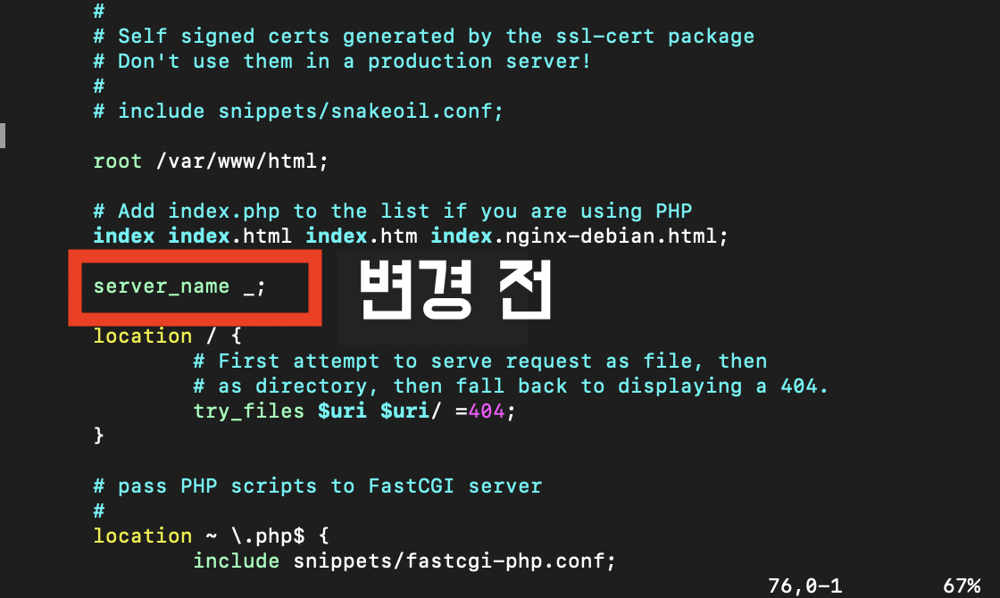 #
# Self signed certs generated by the ssl-cert package
# Don't use them in a production server!
#
# include snippets/snakeoil.conf;
root /var/www/html;
# Add index.php to the list if you are using PHP
index index.html index.htm index.nginx-debian.html;
server_name _;
변경 전
location / {
# First attempt to serve request as file, then
# as directory, then fall back to displaying a 404.
try_files $uri $uri/ =404;
}
# pass PHP scripts to FastCGI server
#
location ~ \.php$ {
include snippets/fastcgi-php.conf;
76,0-1 67%